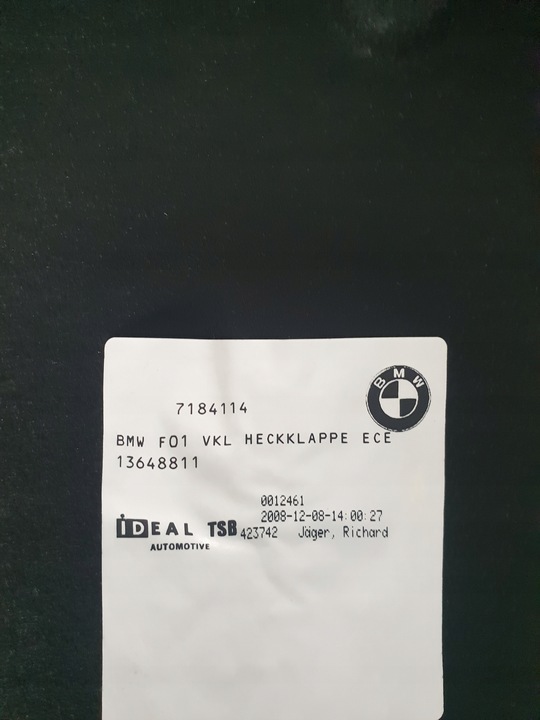 BMW
7184114
BMW F01 VKL HECKKLAPPE ECE
13648811
0012461
2008-12-08-14:00:27
iDEAL TSB 423742 Jäger, Richard
AUTOMOTIVE